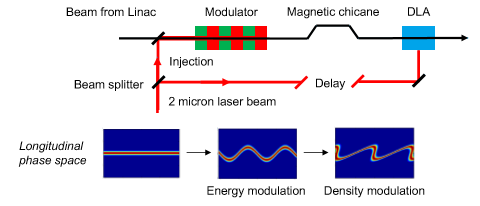 Beam from Linac
Modulator
Magnetic chicane
DLA
Injection
Beam splitter
Delay
2 micron laser beam
Longitudinal
phase space
Energy modulation
Density modulation